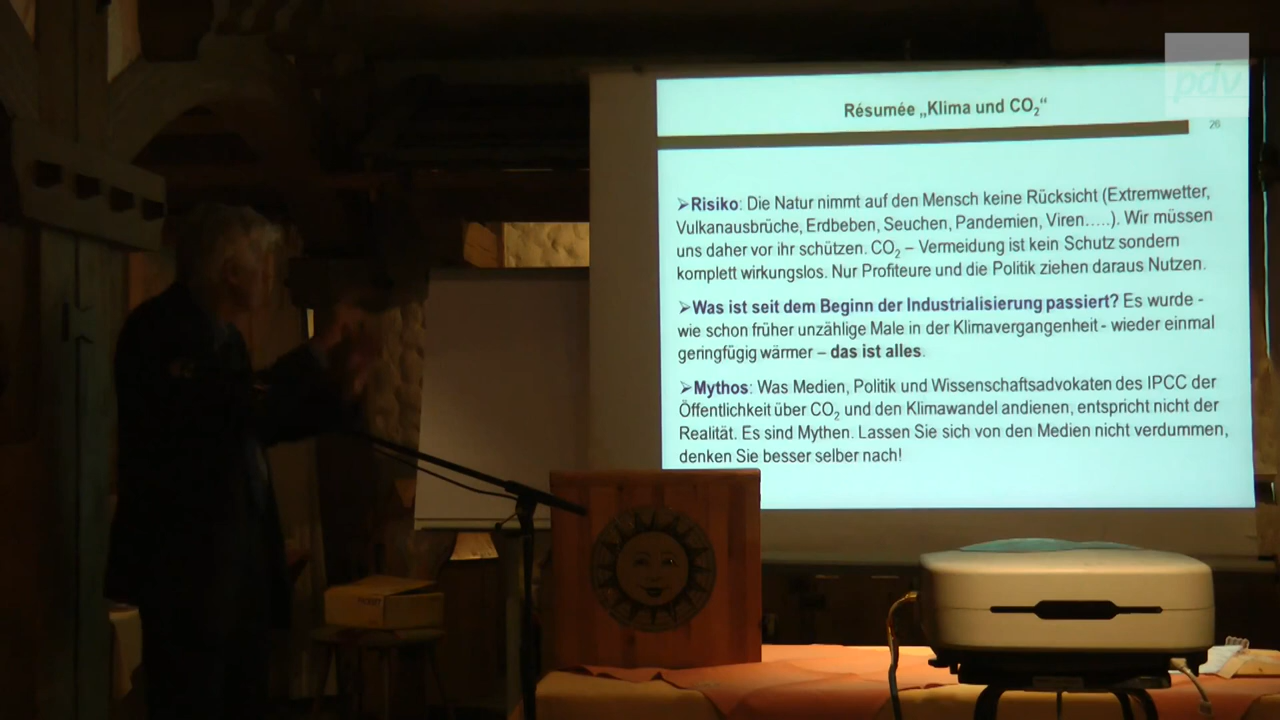 pdv
Résumée „Klima und CO₂“
26
➢Risiko: Die Natur nimmt auf den Mensch keine Rücksicht (Extremwetter,
Vulkanausbrüche, Erdbeben, Seuchen, Pandemien, Viren…..). Wir müssen
uns daher vor ihr schützen. CO₂ – Vermeidung ist kein Schutz sondern
komplett wirkungslos. Nur Profiteure und die Politik ziehen daraus Nutzen.
➢Was ist seit dem Beginn der Industrialisierung passiert? Es wurde -
wie schon früher unzählige Male in der Klimavergangenheit - wieder einmal
geringfügig wärmer – das ist alles.
➢Mythos: Was Medien, Politik und Wissenschaftsadvokaten des IPCC der
Öffentlichkeit über CO₂ und den Klimawandel andienen, entspricht nicht der
Realität. Es sind Mythen. Lassen Sie sich von den Medien nicht verdummen,
denken Sie besser selber nach!